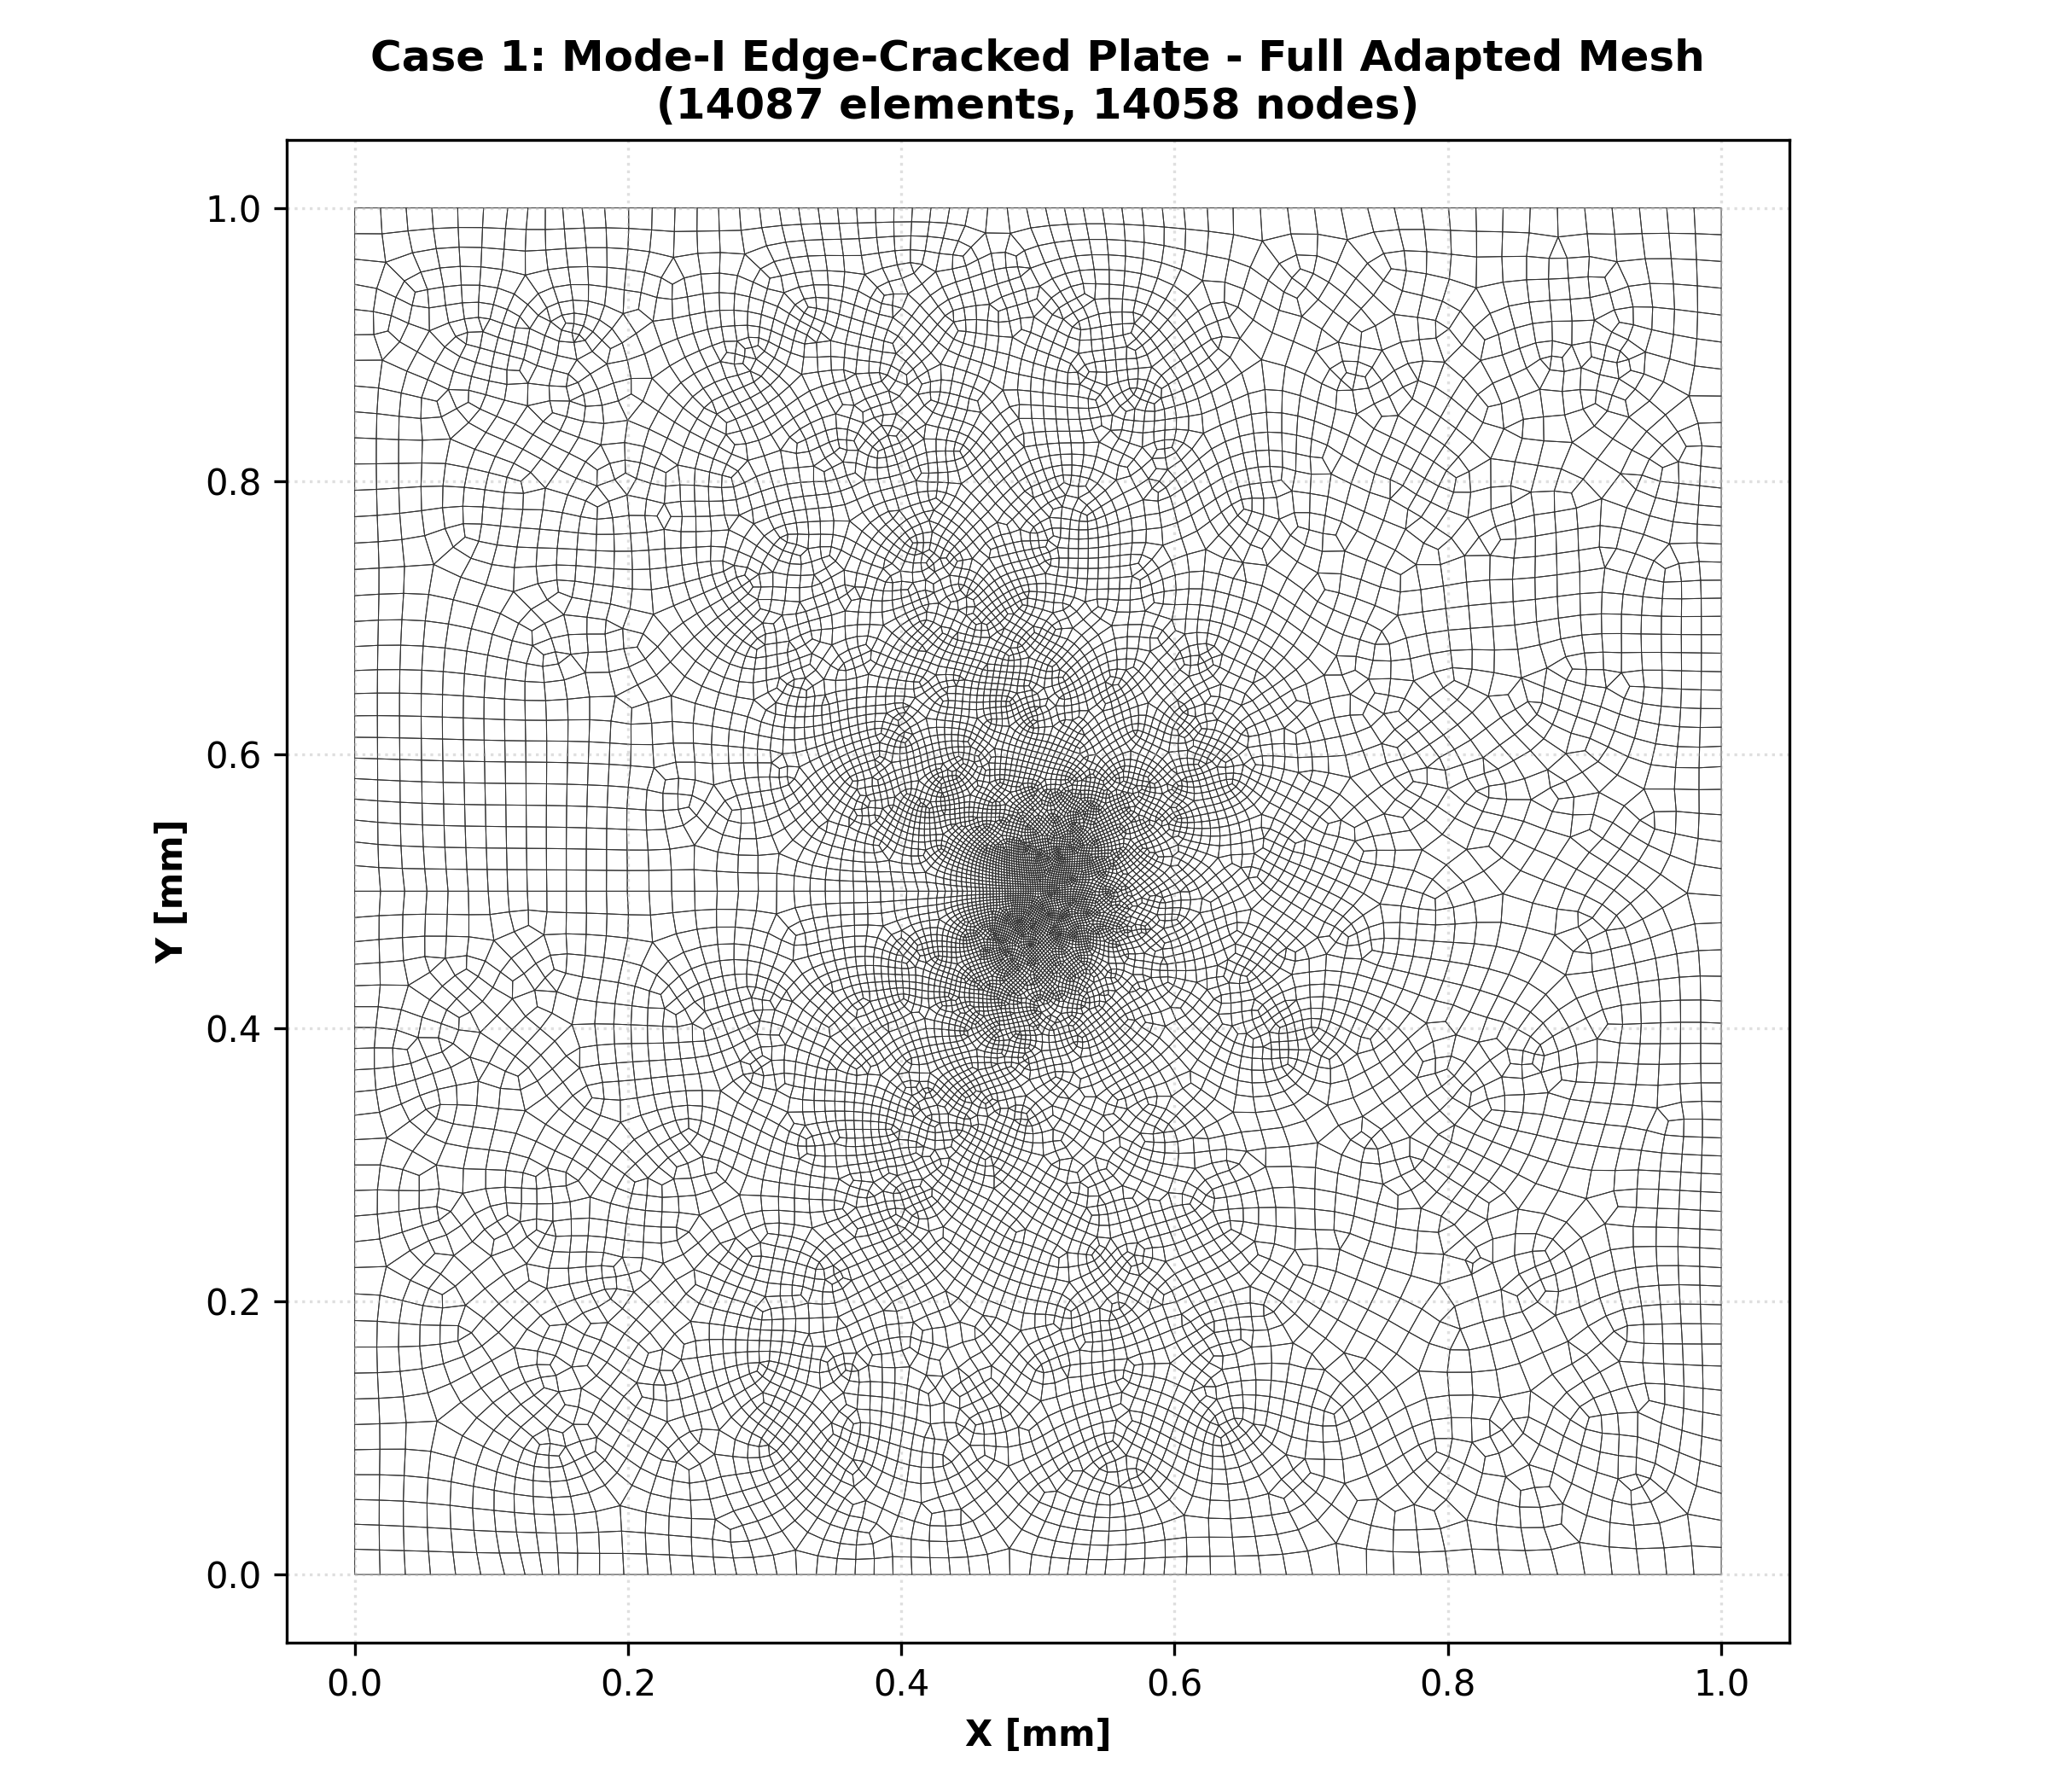 Case 1: Mode-I Edge-Cracked Plate - Full Adapted Mesh
(14087 elements, 14058 nodes)
1.0
0.8
0.6
0.4
0.2
0.0
Y [mm]
0.0 0.2 0.4 0.6 0.8 1.0
X [mm]